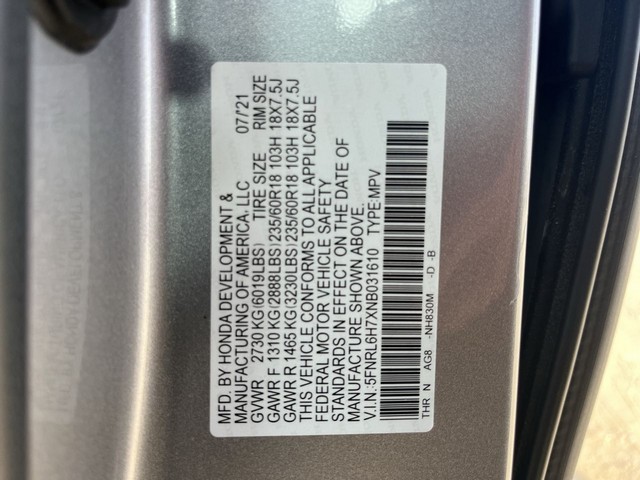 MFD. BY HONDA DEVELOPMENT &
MANUFACTURING OF AMERICA, LLC 07/21
GVWR 2730 KG(6019LBS) TIRE SIZE RIM SIZE
GAWR F 1310 KG(2888LBS) 235/60R18 103H 18X7.5J
GAWR R 1465 KG(3230LBS) 235/60R18 103H 18X7.5J
THIS VEHICLE CONFORMS TO ALL APPLICABLE
FEDERAL MOTOR VEHICLE SAFETY
STANDARDS IN EFFECT ON THE DATE OF
MANUFACTURE SHOWN ABOVE.
V.I.N.:5FNRL6H7XNB031610 TYPE:MPV
THR N AG8 -NH830M -D -B